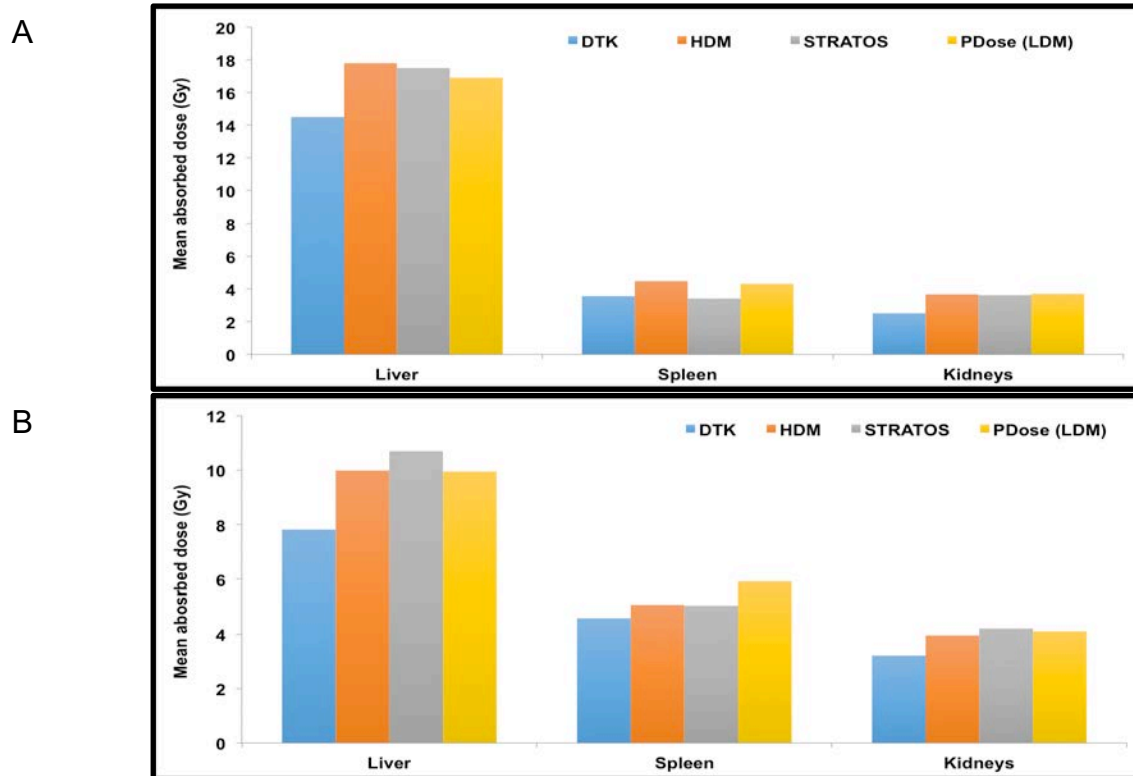 A
DTK HDM STRATOS PDose (LDM)
Mean absorbed dose (Gy)
20
18
16
14
12
10
8
6
4
2
0
Liver Spleen Kidneys
B
DTK HDM STRATOS PDose (LDM)
Mean abosrbed dose (Gy)
12
10
8
6
4
2
0
Liver Spleen Kidneys